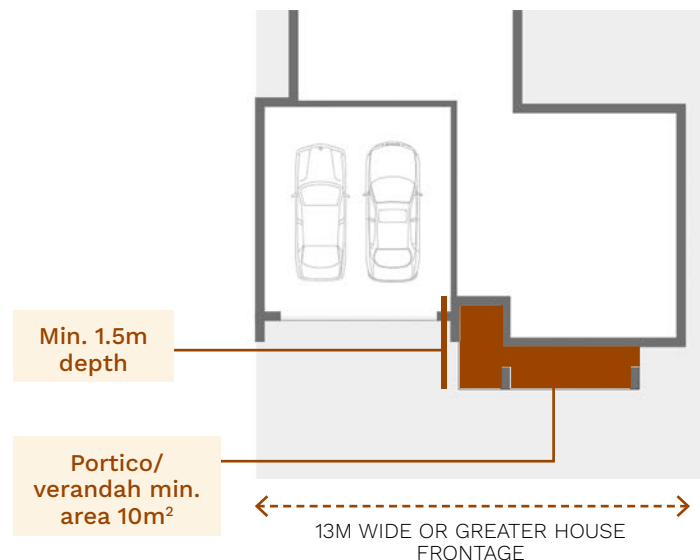 Min. 1.5m
depth
Portico/
verandah min.
area 10m²
13M WIDE OR GREATER HOUSE
FRONTAGE